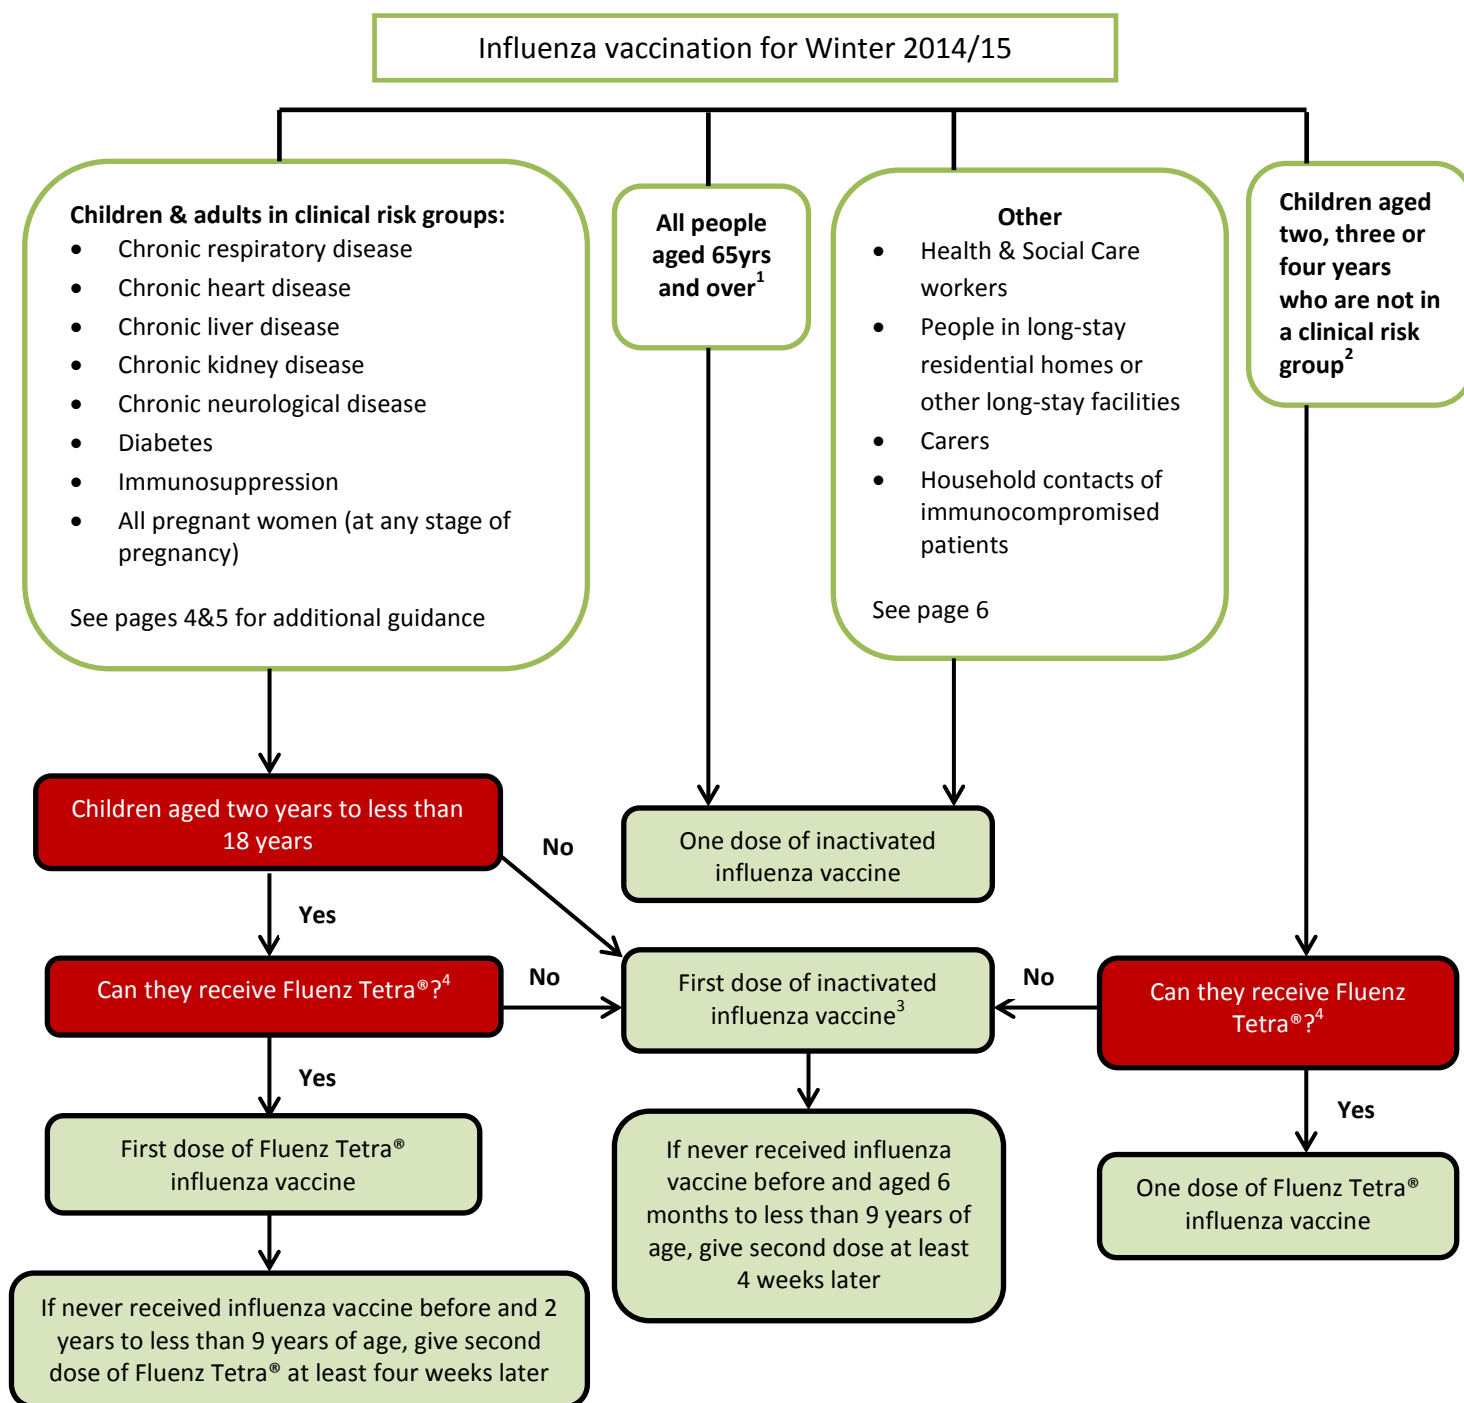 Influenza vaccination for Winter 2014/15
Children & adults in clinical risk groups:
• Chronic respiratory disease
• Chronic heart disease
• Chronic liver disease
• Chronic kidney disease
• Chronic neurological disease
• Diabetes
• Immunosuppression
• All pregnant women (at any stage of
pregnancy)
See pages 4&5 for additional guidance
All people
aged 65yrs
and over1
Other
• Health & Social Care
workers
• People in long-stay
residential homes or
other long-stay facilities
• Carers
• Household contacts of
immunocompromised
patients
See page 6
Children aged
two, three or
four years
who are not in
a clinical risk
group2
Children aged two years to less than
18 years
No
One dose of inactivated
influenza vaccine
Yes
Can they receive Fluenz Tetra®?4
No
First dose of inactivated
influenza vaccine3
No
Can they receive Fluenz
Tetra®?4
Yes
Yes
First dose of Fluenz Tetra®
influenza vaccine
If never received influenza
vaccine before and aged 6
months to less than 9 years of
age, give second dose at least
4 weeks later
One dose of Fluenz Tetra®
influenza vaccine
If never received influenza vaccine before and 2
years to less than 9 years of age, give second
dose of Fluenz Tetra® at least four weeks later